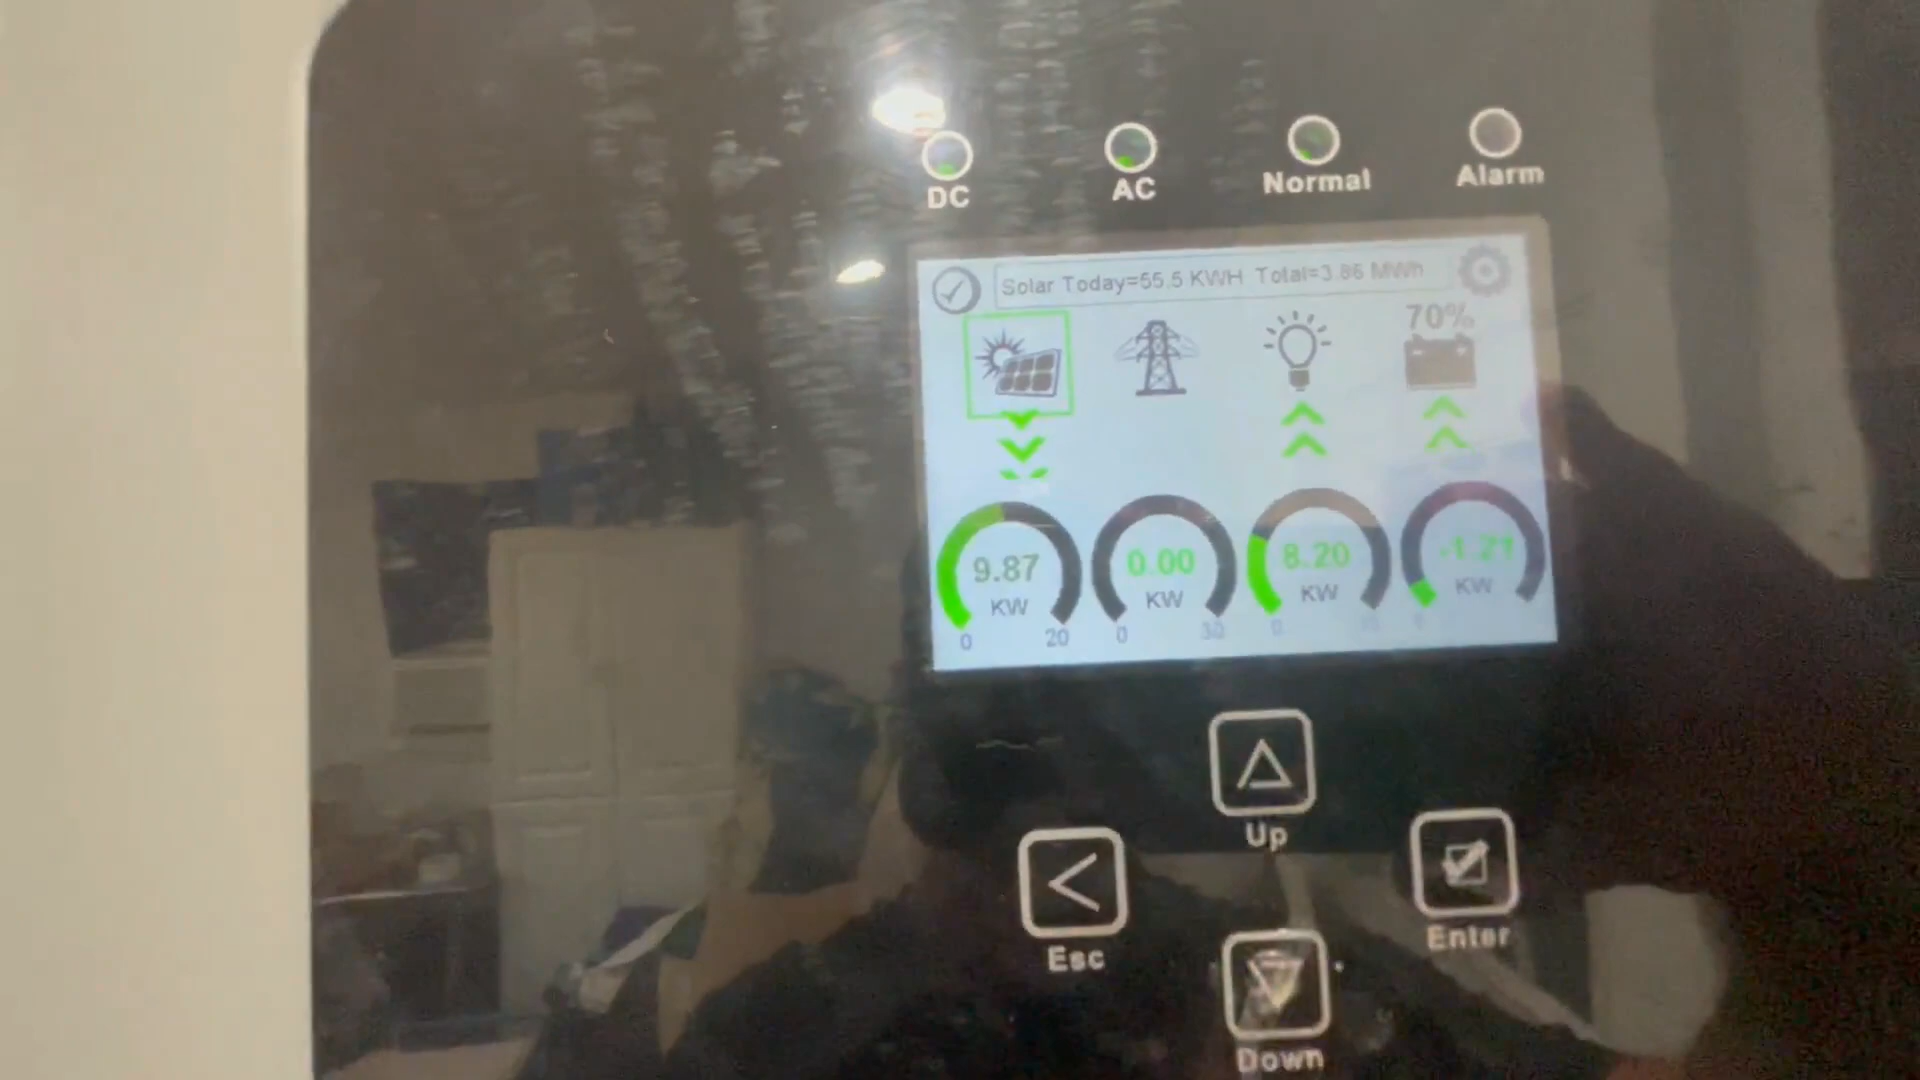 DC AC Normal Alarm
Solar Today=55.5 KWH Total=3.86 MWh
70%
9.87 0.00 8.20 -1.21
KW KW KW KW
0 20 0 30 0
Up
Esc Enter
Down